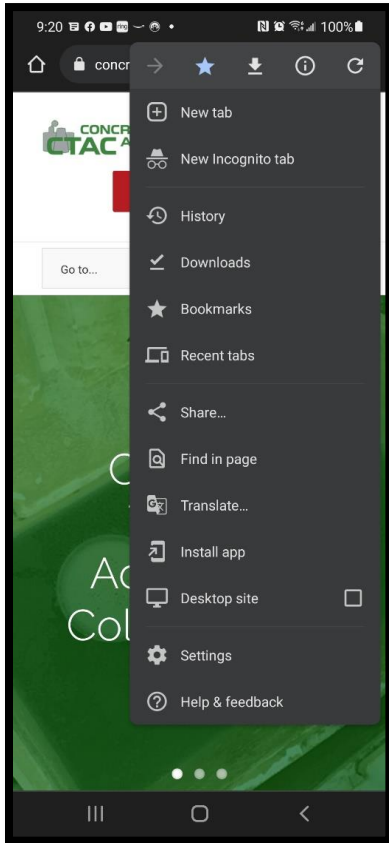 9:20 100%
concr
New tab
New Incognito tab
CONCR
CTAC A
History
Go to...
Downloads
Bookmarks
Recent tabs
Share...
Find in page
Translate...
Install app
Ac
Desktop site
Col
Settings
Help & feedback